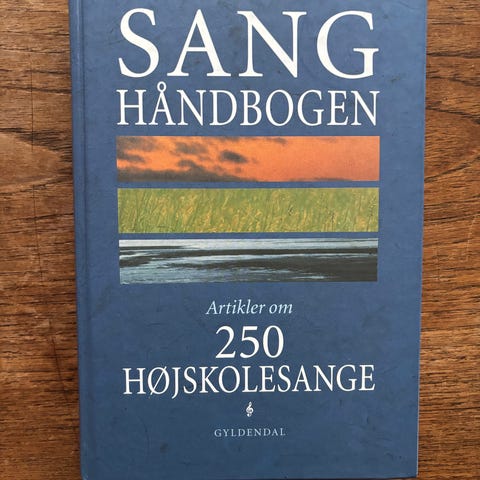 SANG
HÅNDBOGEN
Artikler om
250
HØJSKOLESANGE
GYLDENDAL